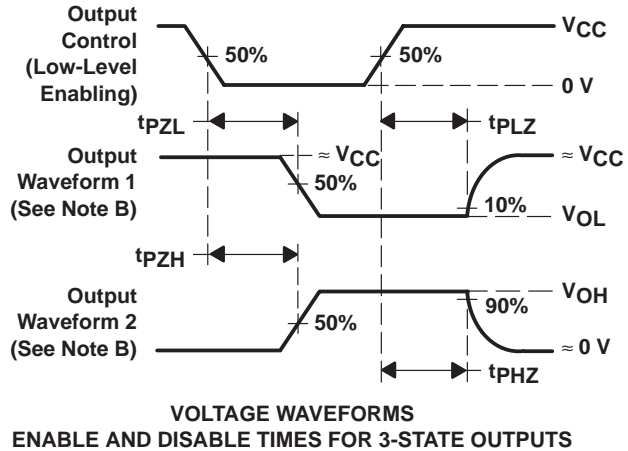 Output
Control
(Low-Level
Enabling)
50%
50%
VCC
0 V
tPZL
tPLZ
Output
Waveform 1
(See Note B)
≈ VCC
50%
≈ VCC
10%
VOL
tPZH
Output
Waveform 2
(See Note B)
50%
VOH
90%
≈ 0 V
tPHZ
VOLTAGE WAVEFORMS
ENABLE AND DISABLE TIMES FOR 3-STATE OUTPUTS